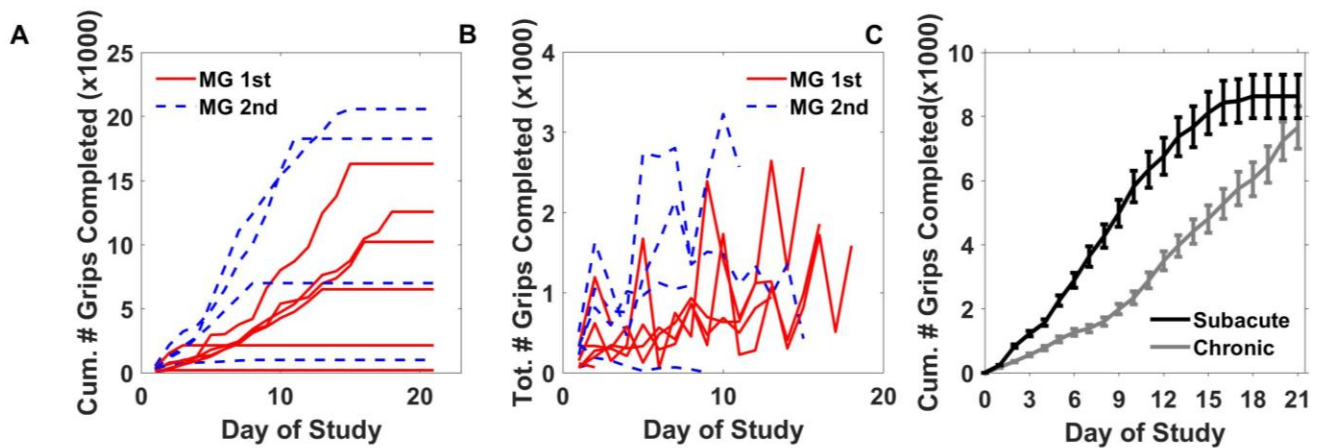 A
Cum. # Grips Completed (x1000)
25
20
15
10
5
0
MG 1st
MG 2nd
0
10
20
Day of Study
B
Tot. # Grips Completed (x1000)
4
3
2
1
0
MG 1st
MG 2nd
0
10
20
Day of Study
C
Cum. # Grips Completed(x1000)
10
8
6
4
2
0
Subacute
Chronic
0 3 6 9 12 15 18 21
Day of Study